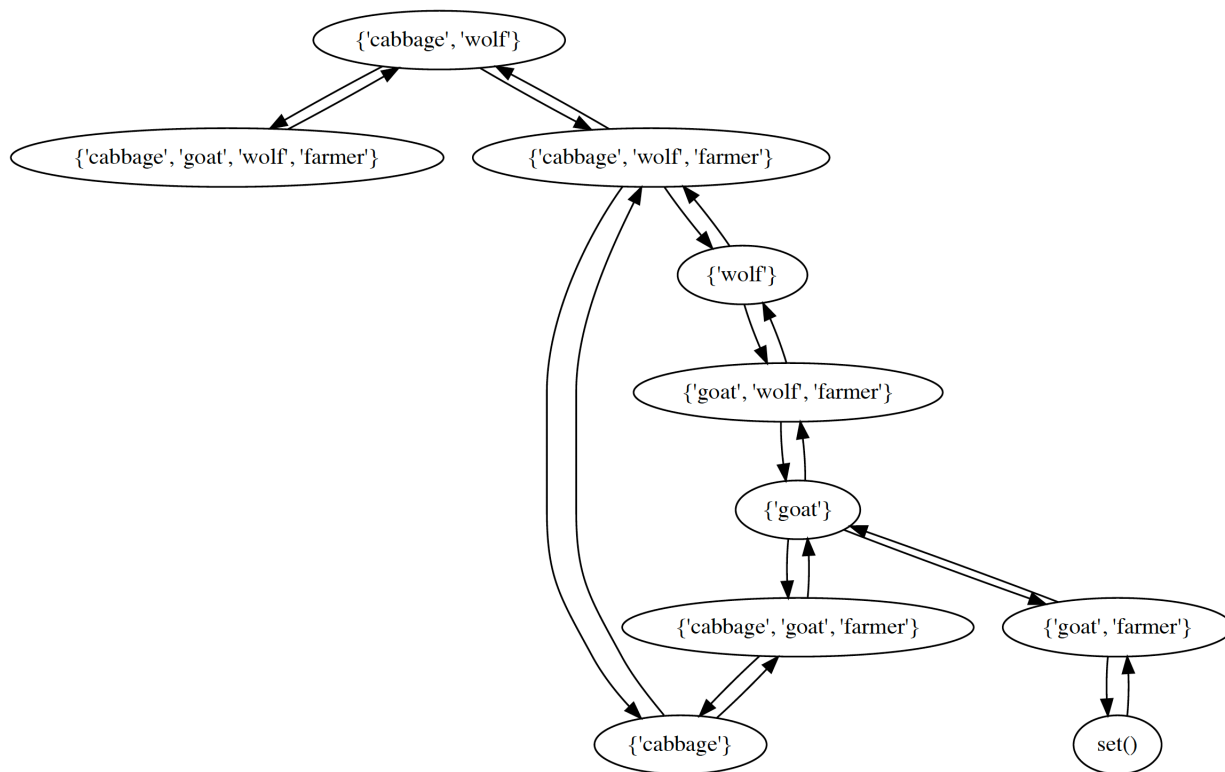 {'cabbage', 'wolf'}
{'cabbage', 'goat', 'wolf', 'farmer'}
{'cabbage', 'wolf', 'farmer'}
{'wolf'}
{'goat', 'wolf', 'farmer'}
{'goat'}
{'cabbage', 'goat', 'farmer'}
{'goat', 'farmer'}
{'cabbage'}
set()